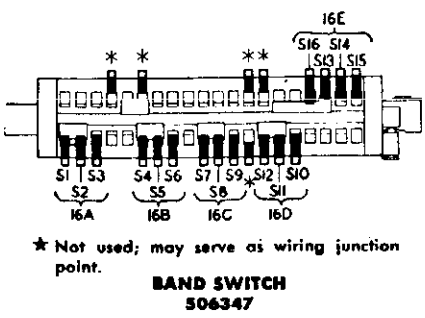 16E
S16 S14
S13 S15
* * * *
S1 S3 S4 S6 S7 S9 * S12 S10
S2 S5 S8 S11
16A 16B 16C 16D
★ Not used; may serve as wiring junction
point.
BAND SWITCH
506347